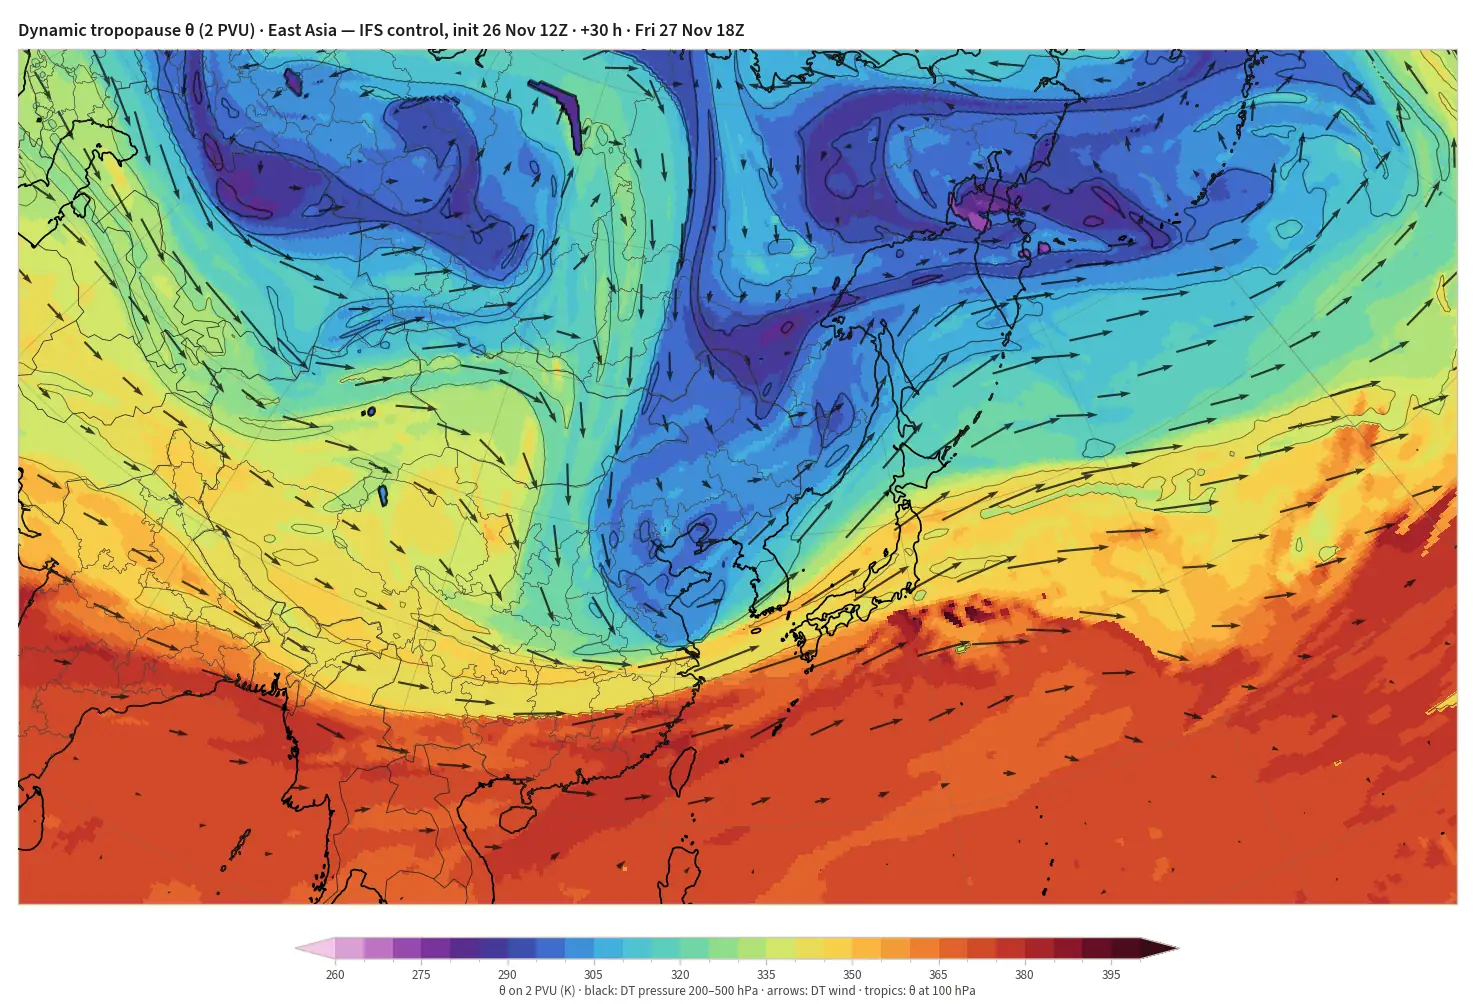 Dynamic tropopause θ (2 PVU) · East Asia — IFS control, init 26 Nov 12Z · +30 h · Fri 27 Nov 18Z
260 275 290 305 320 335 350 365 380 395
θ on 2 PVU (K) · black: DT pressure 200–500 hPa · arrows: DT wind · tropics: θ at 100 hPa